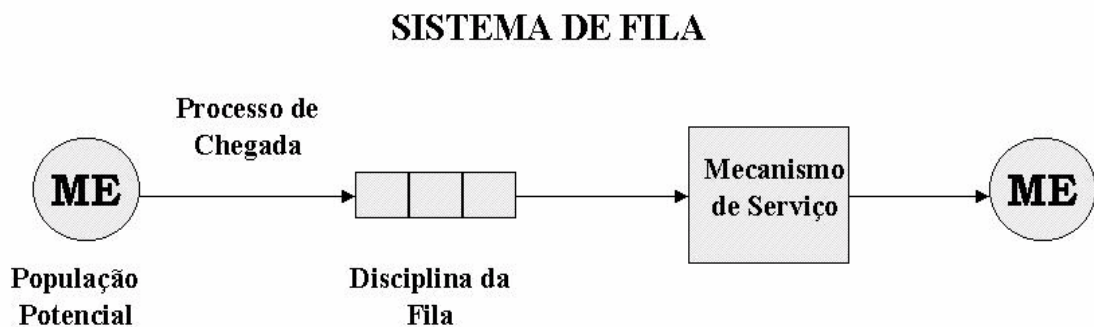 SISTEMA DE FILA
Processo de
Chegada
ME
Mecanismo
de Serviço
ME
População
Potencial
Disciplina da
Fila